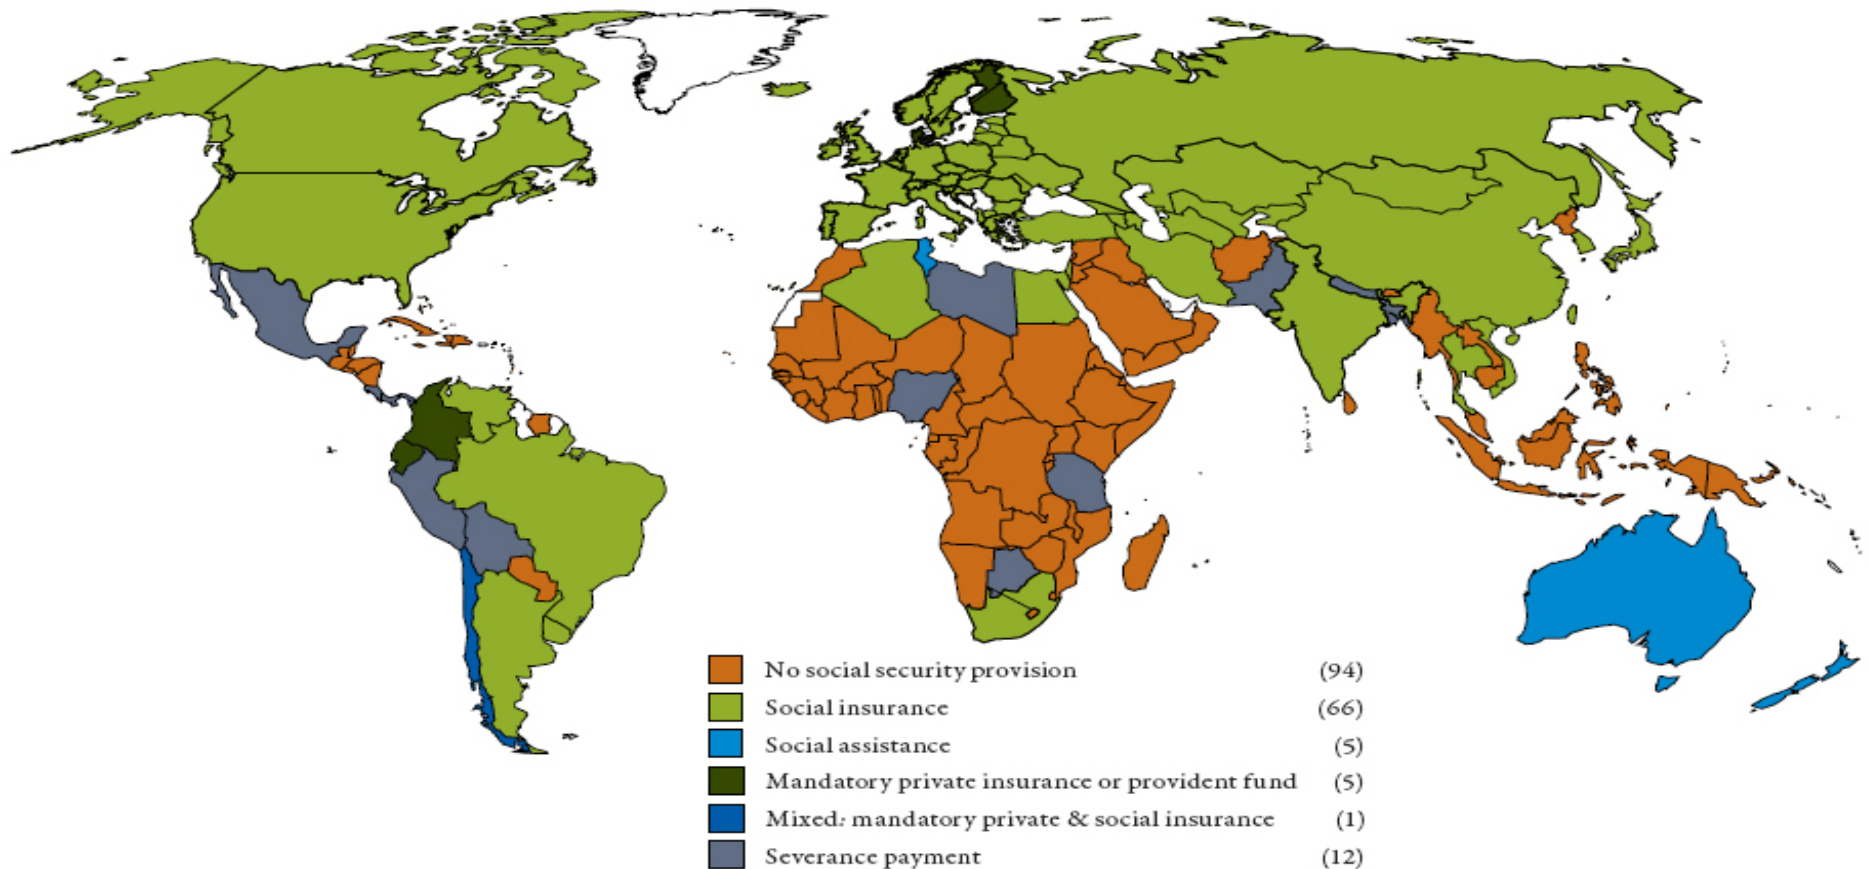 No social security provision (94)
Social insurance (66)
Social assistance (5)
Mandatory private insurance or provident fund (5)
Mixed: mandatory private & social insurance (1)
Severance payment (12)